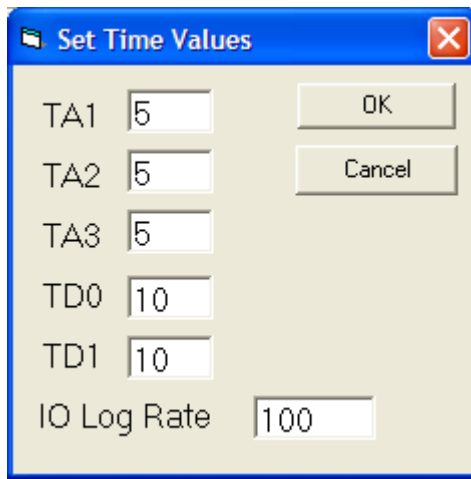 Set Time Values
TA1 5 OK
TA2 5 Cancel
TA3 5
TD0 10
TD1 10
IO Log Rate 100